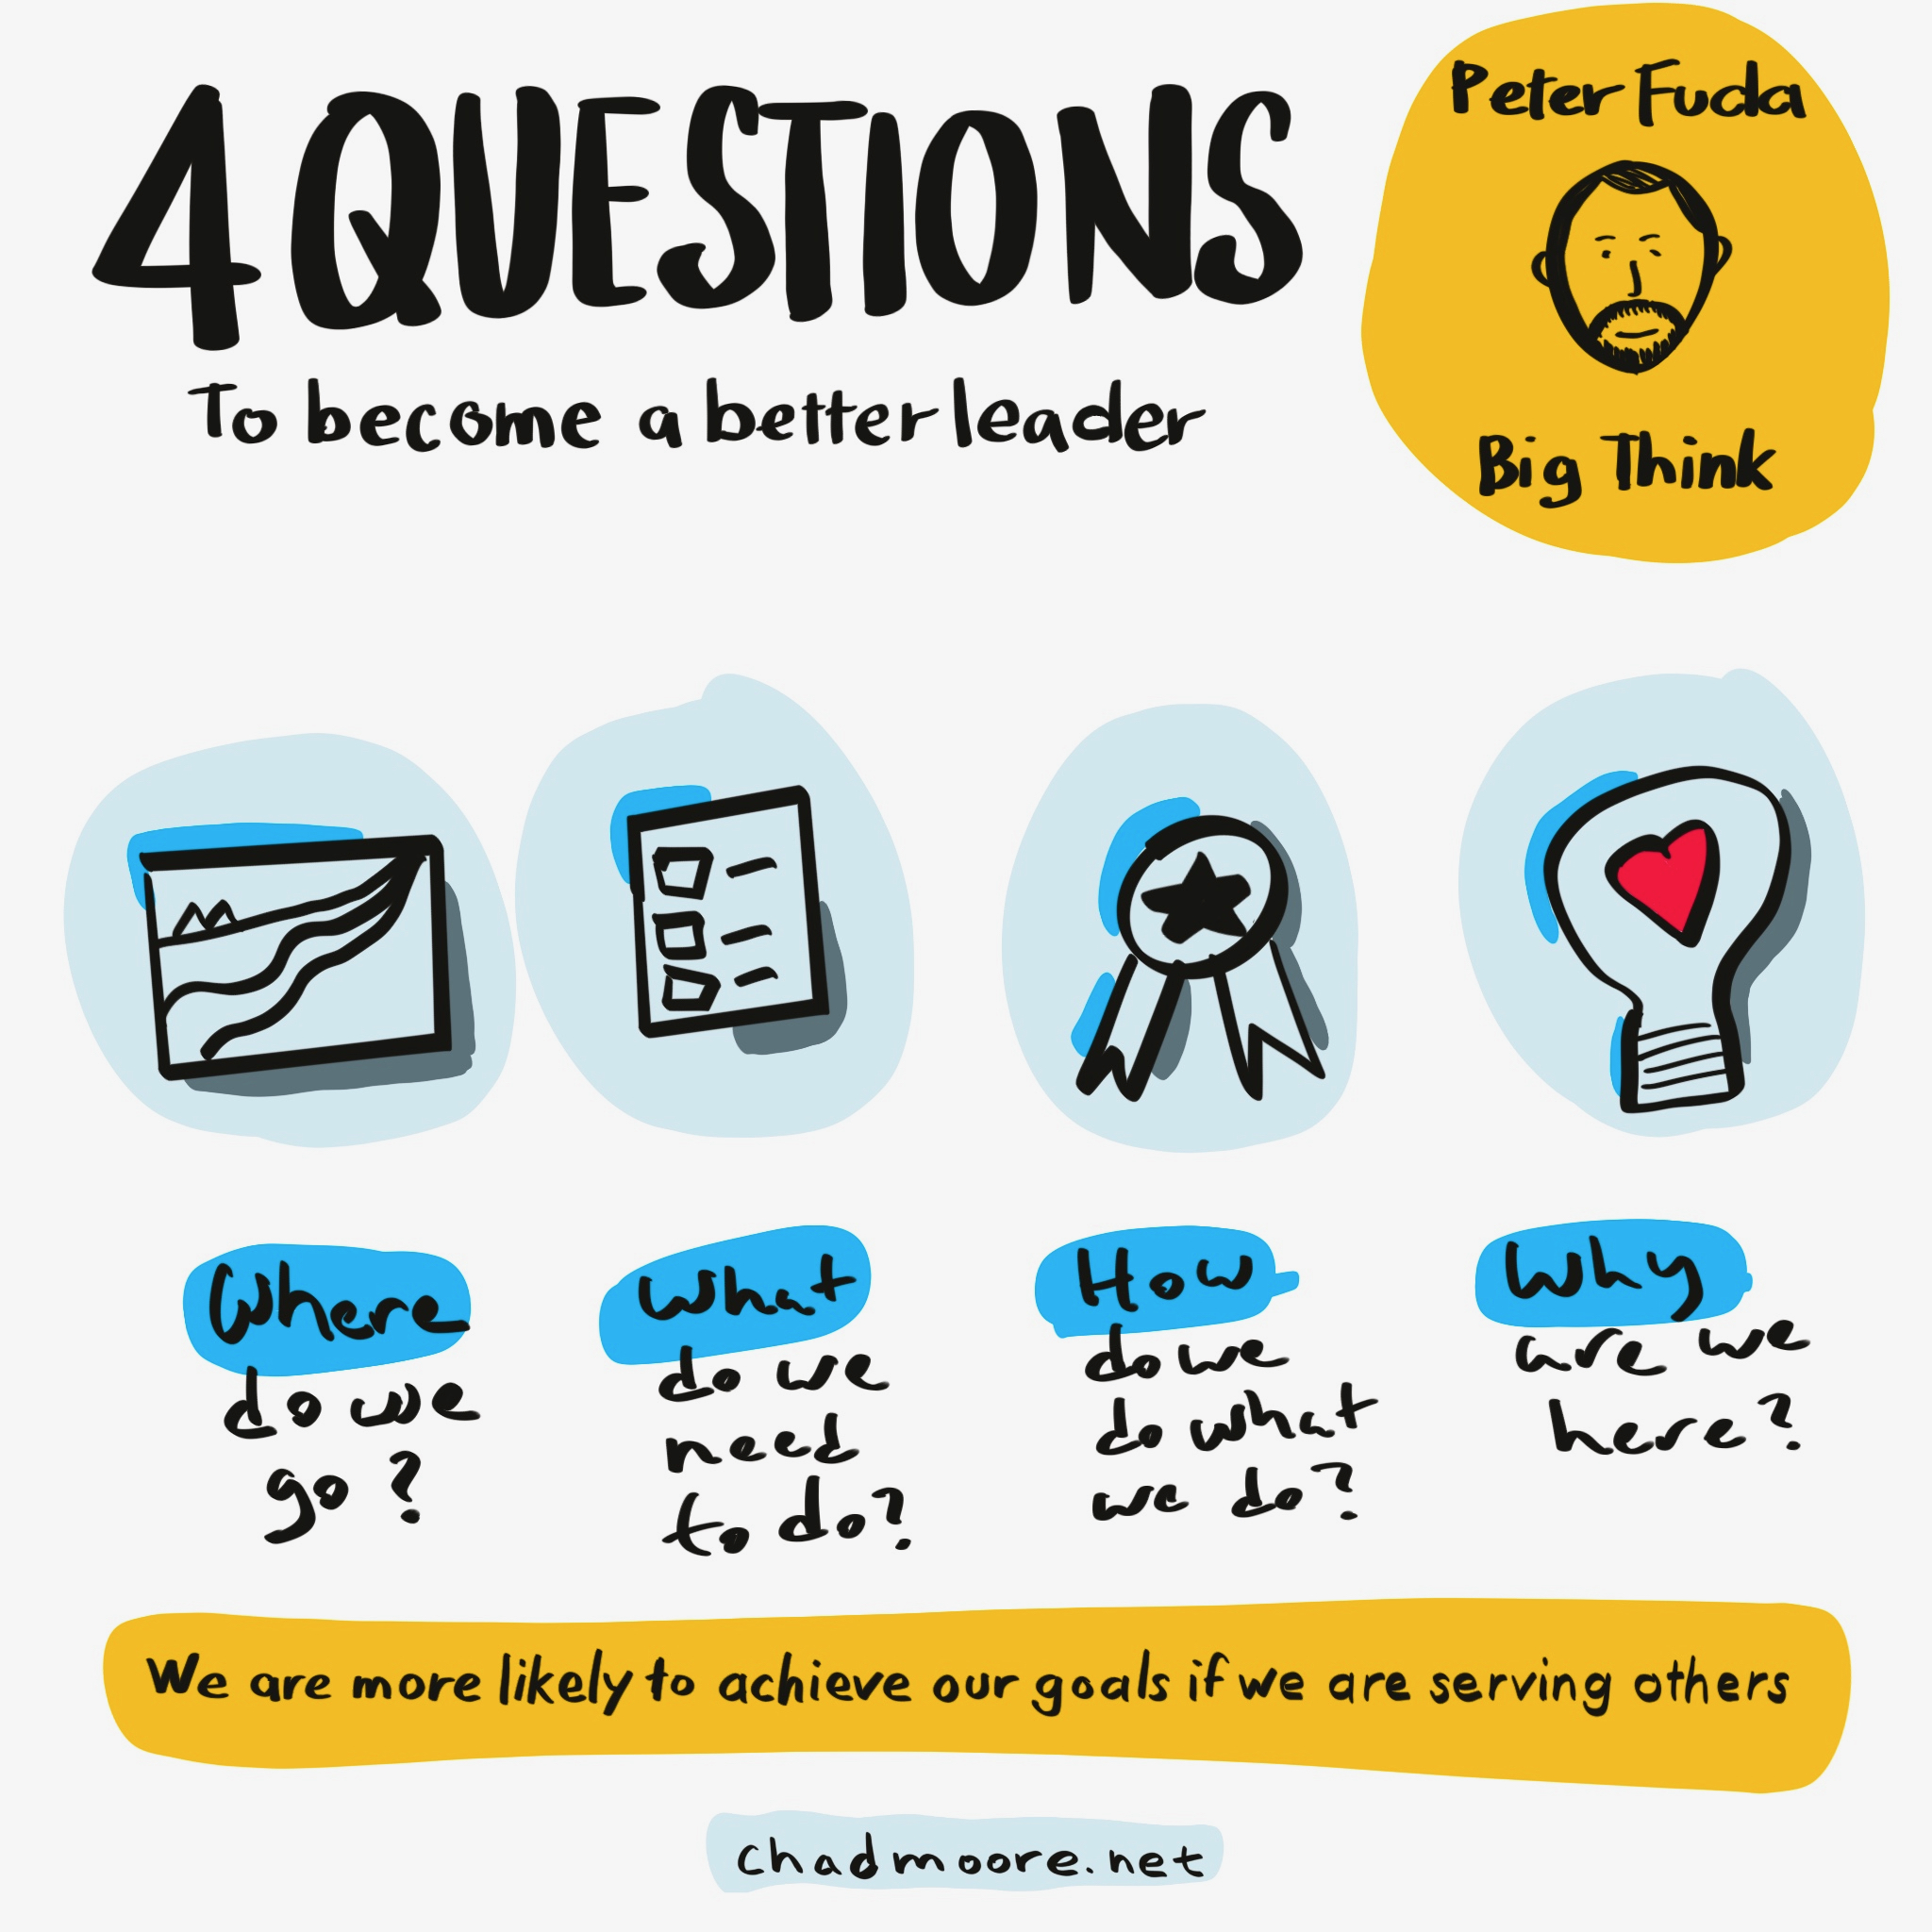 4 QUESTIONS
To become a better leader
Peter Fuda
Big Think
Where
do we
go?
What
do we
need
to do?
How
do we
do what
we do?
Why
are we
here?
We are more likely to achieve our goals if we are serving others
Chadmoore.net